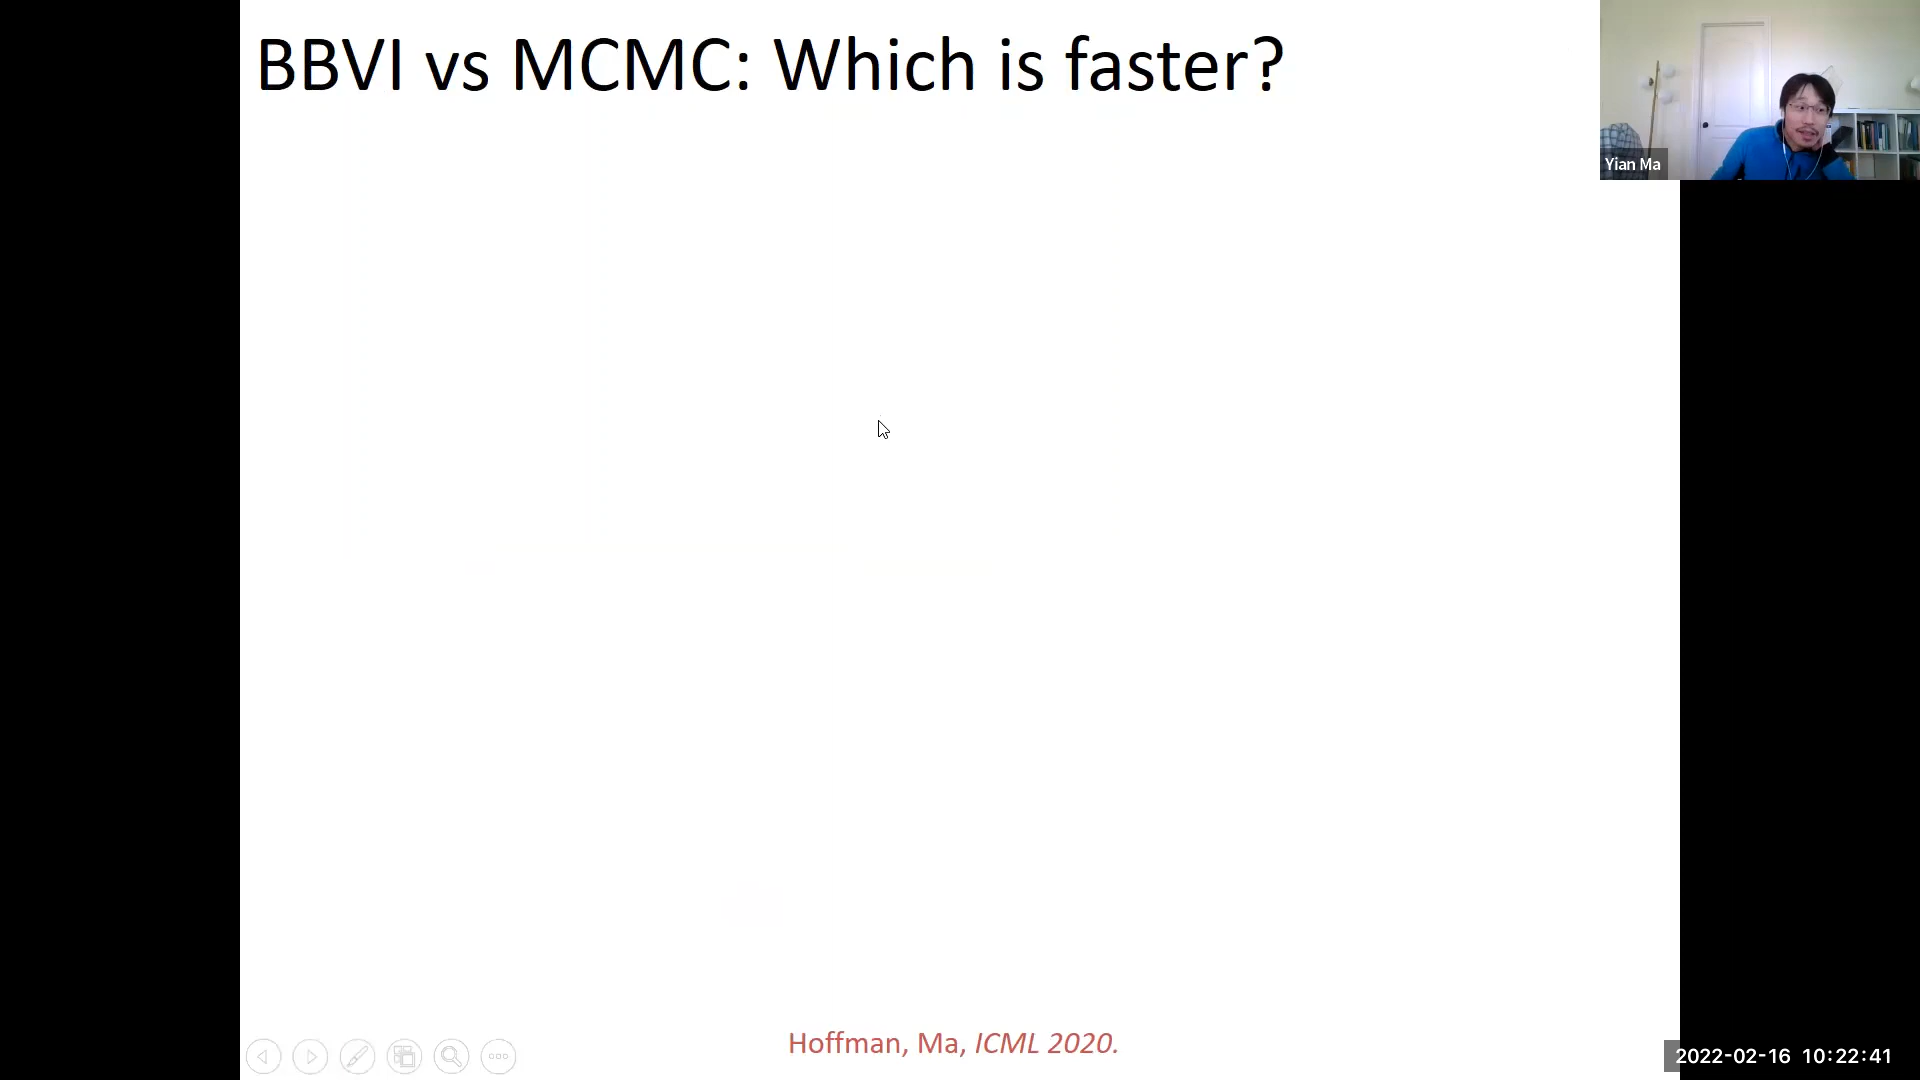 BBVI vs MCMC: Which is faster?
Yian Ma
Hoffman, Ma, ICML 2020.
2022-02-16 10:22:41